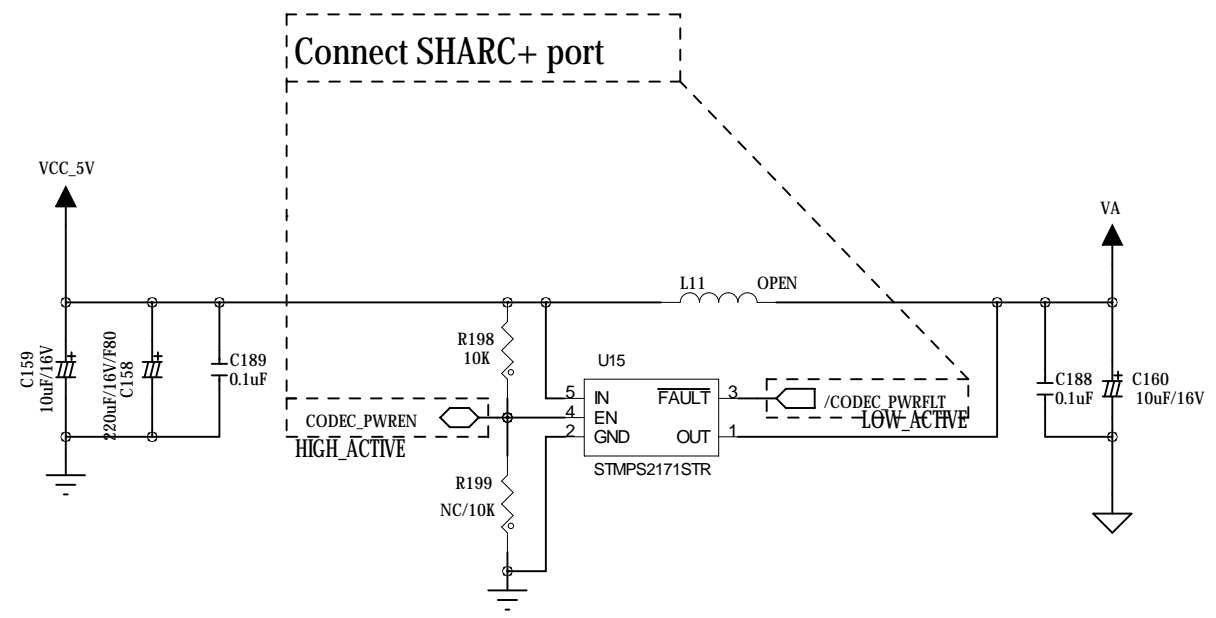 Connect SHARC+ port
VCC_5V
VA
L11 OPEN
C159
10uF/16V
220uF/16V/F80
C158
C189
0.1uF
R198
10K
U15
C188
0.1uF
C160
10uF/16V
5 IN FAULT 3
/CODEC_PWRFLT
LOW_ACTIVE
CODEC_PWREN
HIGH_ACTIVE
4 EN
2 GND OUT 1
STMPS2171STR
R199
NC/10K